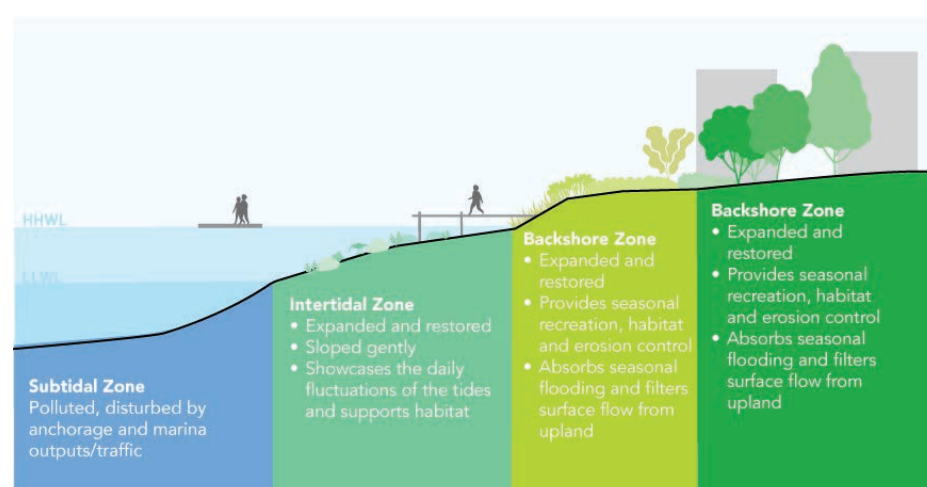 HHWL
LLWL
Subtidal Zone
Polluted, disturbed by
anchorage and marina
outputs/traffic
Intertidal Zone
• Expanded and restored
• Sloped gently
• Showcases the daily
fluctuations of the tides
and supports habitat
Backshore Zone
• Expanded and
restored
• Provides seasonal
recreation, habitat
and erosion control
• Absorbs seasonal
flooding and filters
surface flow from
upland
Backshore Zone
• Expanded and
restored
• Provides seasonal
recreation, habitat
and erosion control
• Absorbs seasonal
flooding and filters
surface flow from
upland